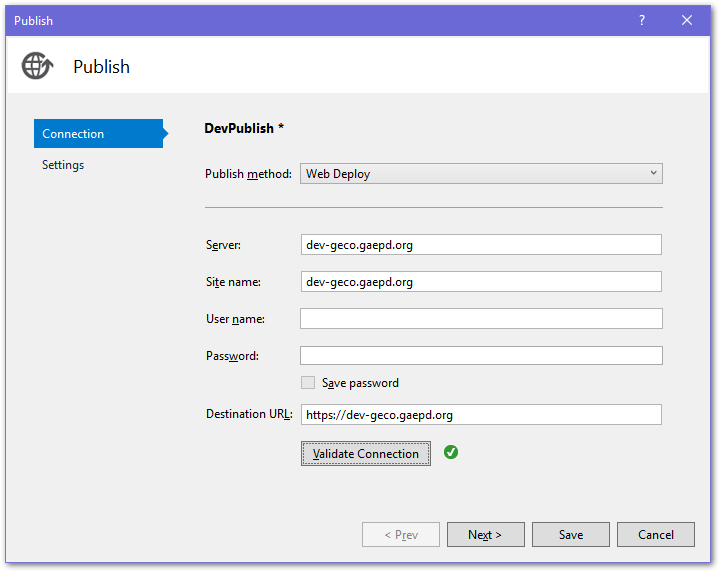 Publish ?
Publish
Connection
Settings
DevPublish *
Publish method: Web Deploy
Server: dev-geco.gaepd.org
Site name: dev-geco.gaepd.org
User name:
Password:
Save password
Destination URL: https://dev-geco.gaepd.org
Validate Connection
< Prev Next > Save Cancel